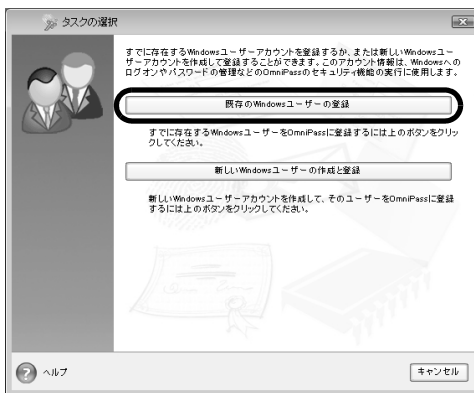 タスクの選択
すでに存在するWindowsユーザーアカウントを登録するか、または新しいWindowsユー
ザーアカウントを作成して登録することができます。このアカウント情報は、Windowsへの
ログオンやパスワードの管理などのOmniPassのセキュリティ機能の実行に使用します。
既存のWindowsユーザーの登録
すでに存在するWindowsユーザーをOmniPassに登録するには上のボタンをクリッ
クしてください。
新しいWindowsユーザーの作成と登録
新しいWindowsユーザーアカウントを作成して、そのユーザーをOmniPassに登録
するには上のボタンをクリックしてください。
ヘルプ
キャンセル